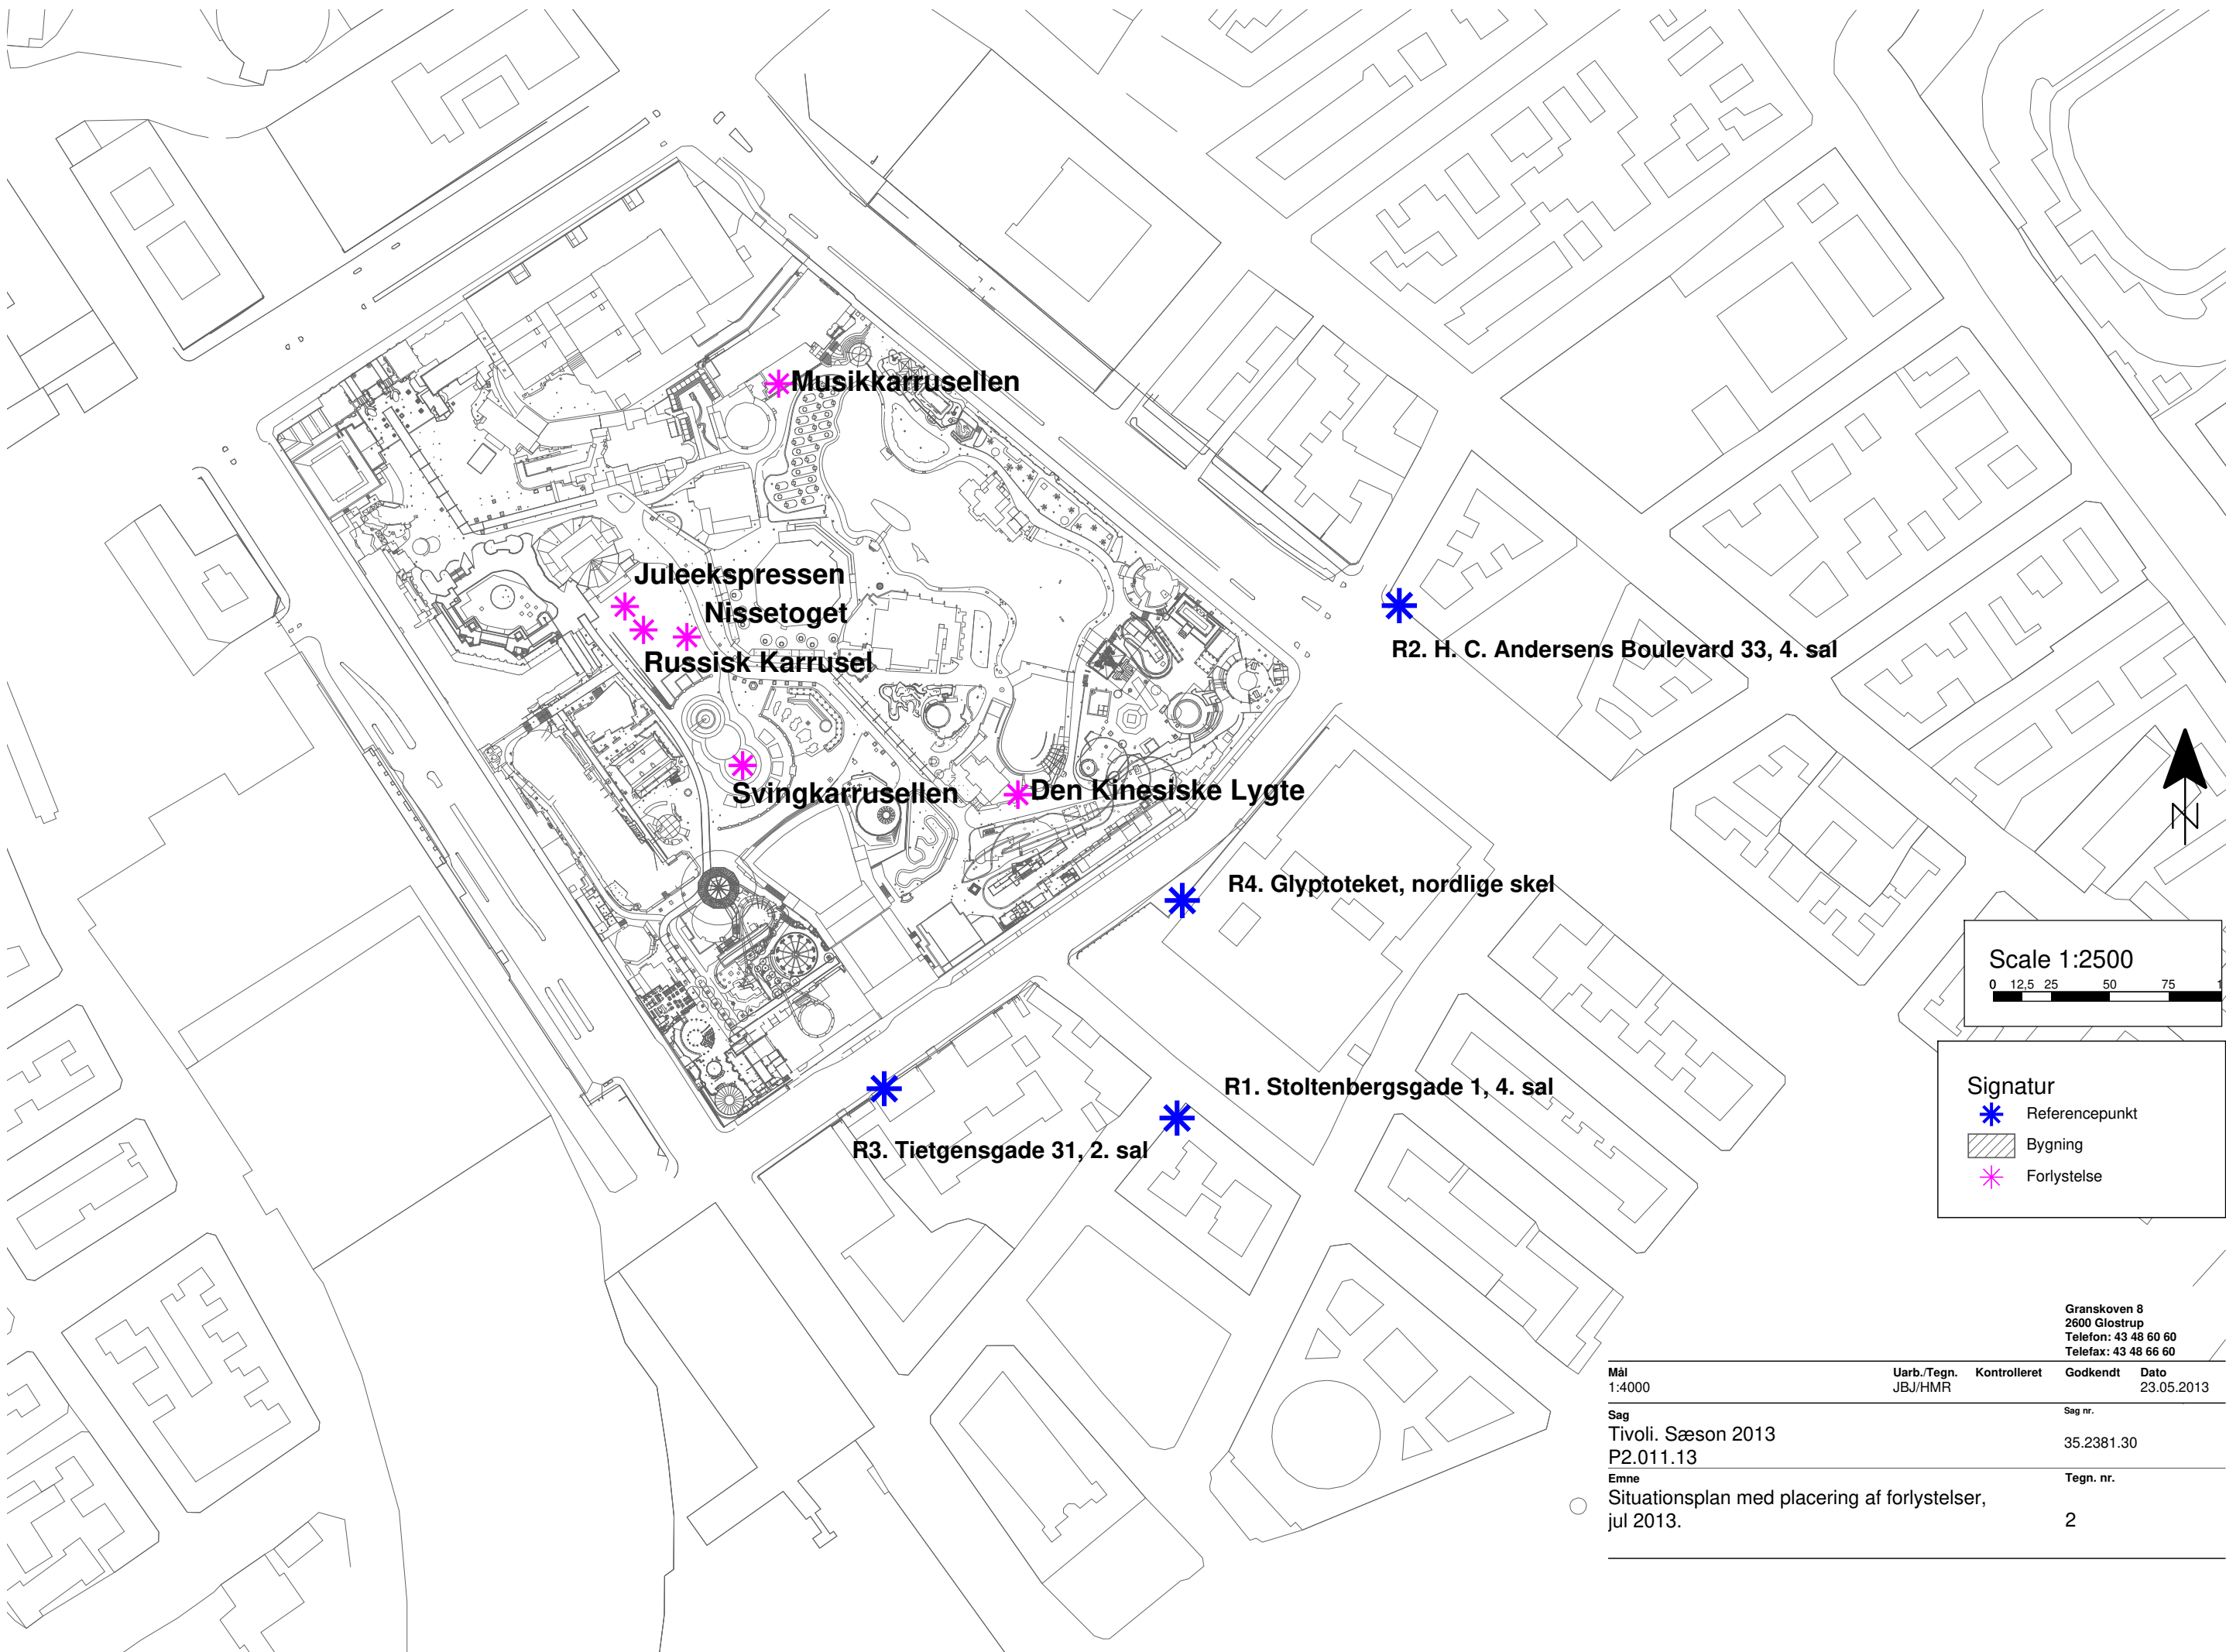 Musikkarrusellen
Juleekspressen
Nissetoget
Russisk Karrusel
R2. H. C. Andersens Boulevard 33, 4. sal
Svingkarrusellen
Den Kinesiske Lygte
R4. Glyptoteket, nordlige skel
R1. Stoltenbergsgade 1, 4. sal
R3. Tietgensgade 31, 2. sal
N
Scale 1:2500
0 12,5 25 50 75 1
Signatur
Referencepunkt
Bygning
Forlystelse
Granskoven 8
2600 Glostrup
Telefon: 43 48 60 60
Telefax: 43 48 66 60
Mål Uarb./Tegn. Kontrolleret Godkendt Dato
1:4000 JBJ/HMR 23.05.2013
Sag Sag nr.
Tivoli. Sæson 2013
P2.011.13 35.2381.30
Emne Tegn. nr.
Situationsplan med placering af forlystelser,
jul 2013. 2